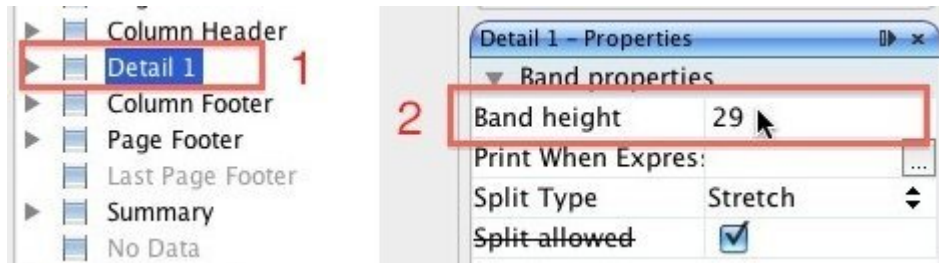 Column Header
Detail 1
1
Column Footer
Page Footer
Last Page Footer
Summary
No Data
Detail 1 – Properties
Band properties
2
Band height 29
Print When Expres:
...
Split Type Stretch
Split allowed